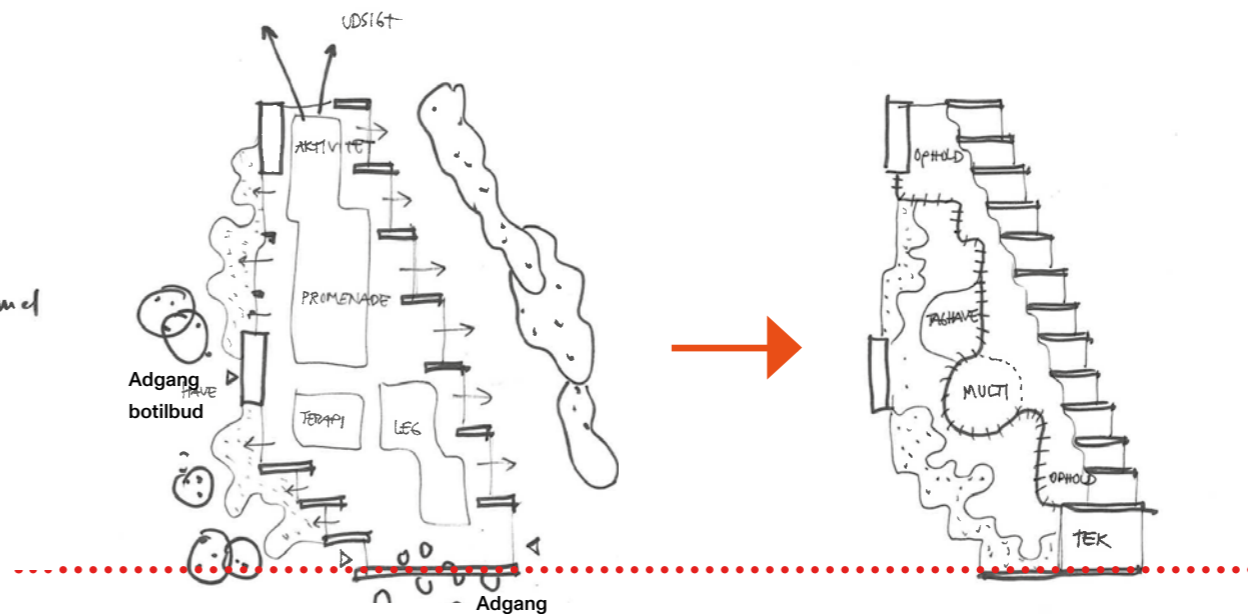 UDSIGT
AKTIVITET
PROMENADE
Adgang
HAVE
botilbud
TERAPI
LEG
Adgang
OPHOLD
TAGHAVE
MULTI
OPHOLD
TEK